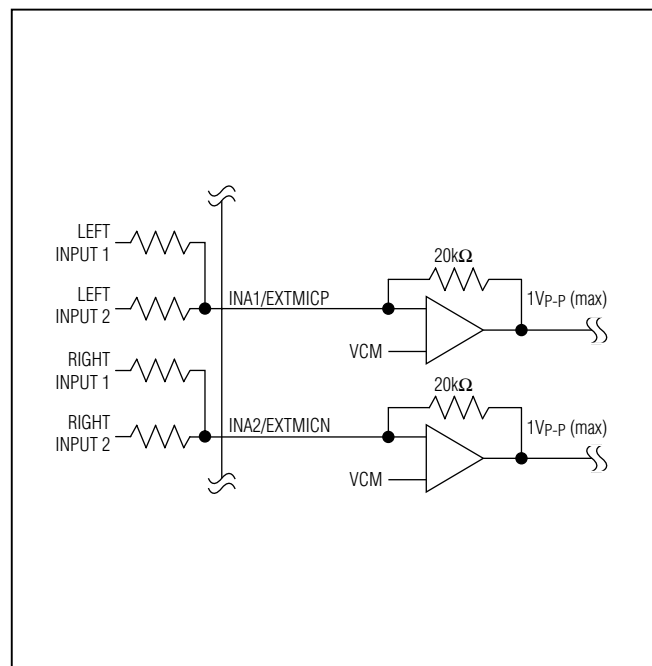 LEFT
INPUT 1
LEFT
INPUT 2
INA1/EXTMICP
20kΩ
1VP-P (max)
VCM
RIGHT
INPUT 1
RIGHT
INPUT 2
INA2/EXTMICN
20kΩ
1VP-P (max)
VCM